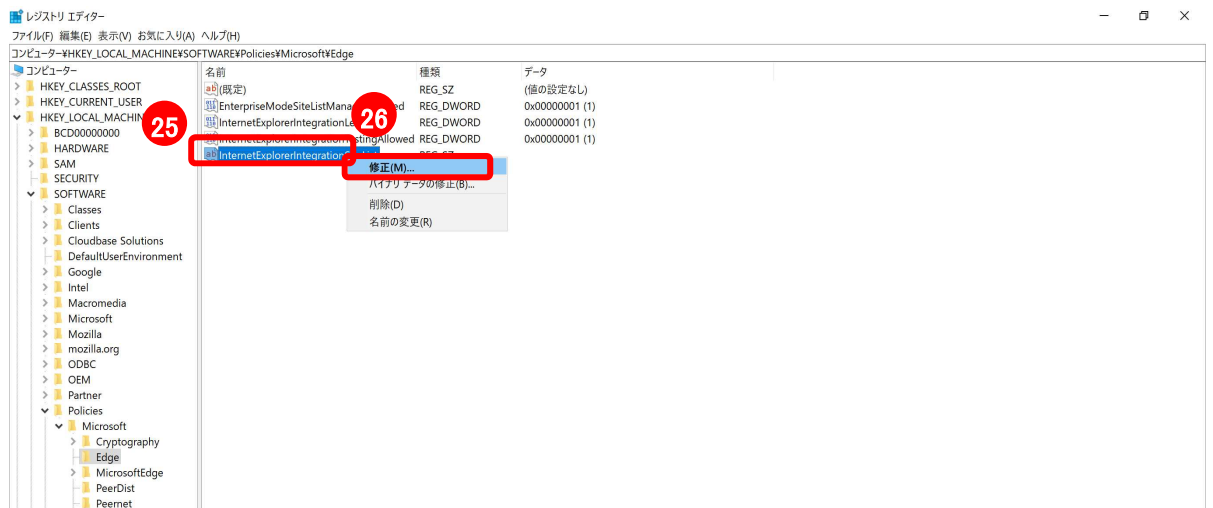 レジストリ エディター
ファイル(F) 編集(E) 表示(V) お気に入り(A) ヘルプ(H)
コンピューター¥HKEY_LOCAL_MACHINE¥SOFTWARE¥Policies¥Microsoft¥Edge
コンピューター
HKEY_CLASSES_ROOT
HKEY_CURRENT_USER
HKEY_LOCAL_MACHIN
BCD00000000
HARDWARE
SAM
SECURITY
SOFTWARE
Classes
Clients
Cloudbase Solutions
DefaultUserEnvironment
Google
Intel
Macromedia
Microsoft
Mozilla
mozilla.org
ODBC
OEM
Partner
Policies
Microsoft
Cryptography
Edge
MicrosoftEdge
PeerDist
Peernet
名前 種類 データ
(既定) REG_SZ (値の設定なし)
EnterpriseModeSiteListMana ed REG_DWORD 0x00000001 (1)
InternetExplorerIntegrationLe REG_DWORD 0x00000001 (1)
InternetExplorerIntegration stingAllowed REG_DWORD 0x00000001 (1)
InternetExplorerIntegration REG_SZ
25
26
修正(M)...
バイナリ データの修正(B)...
削除(D)
名前の変更(R)